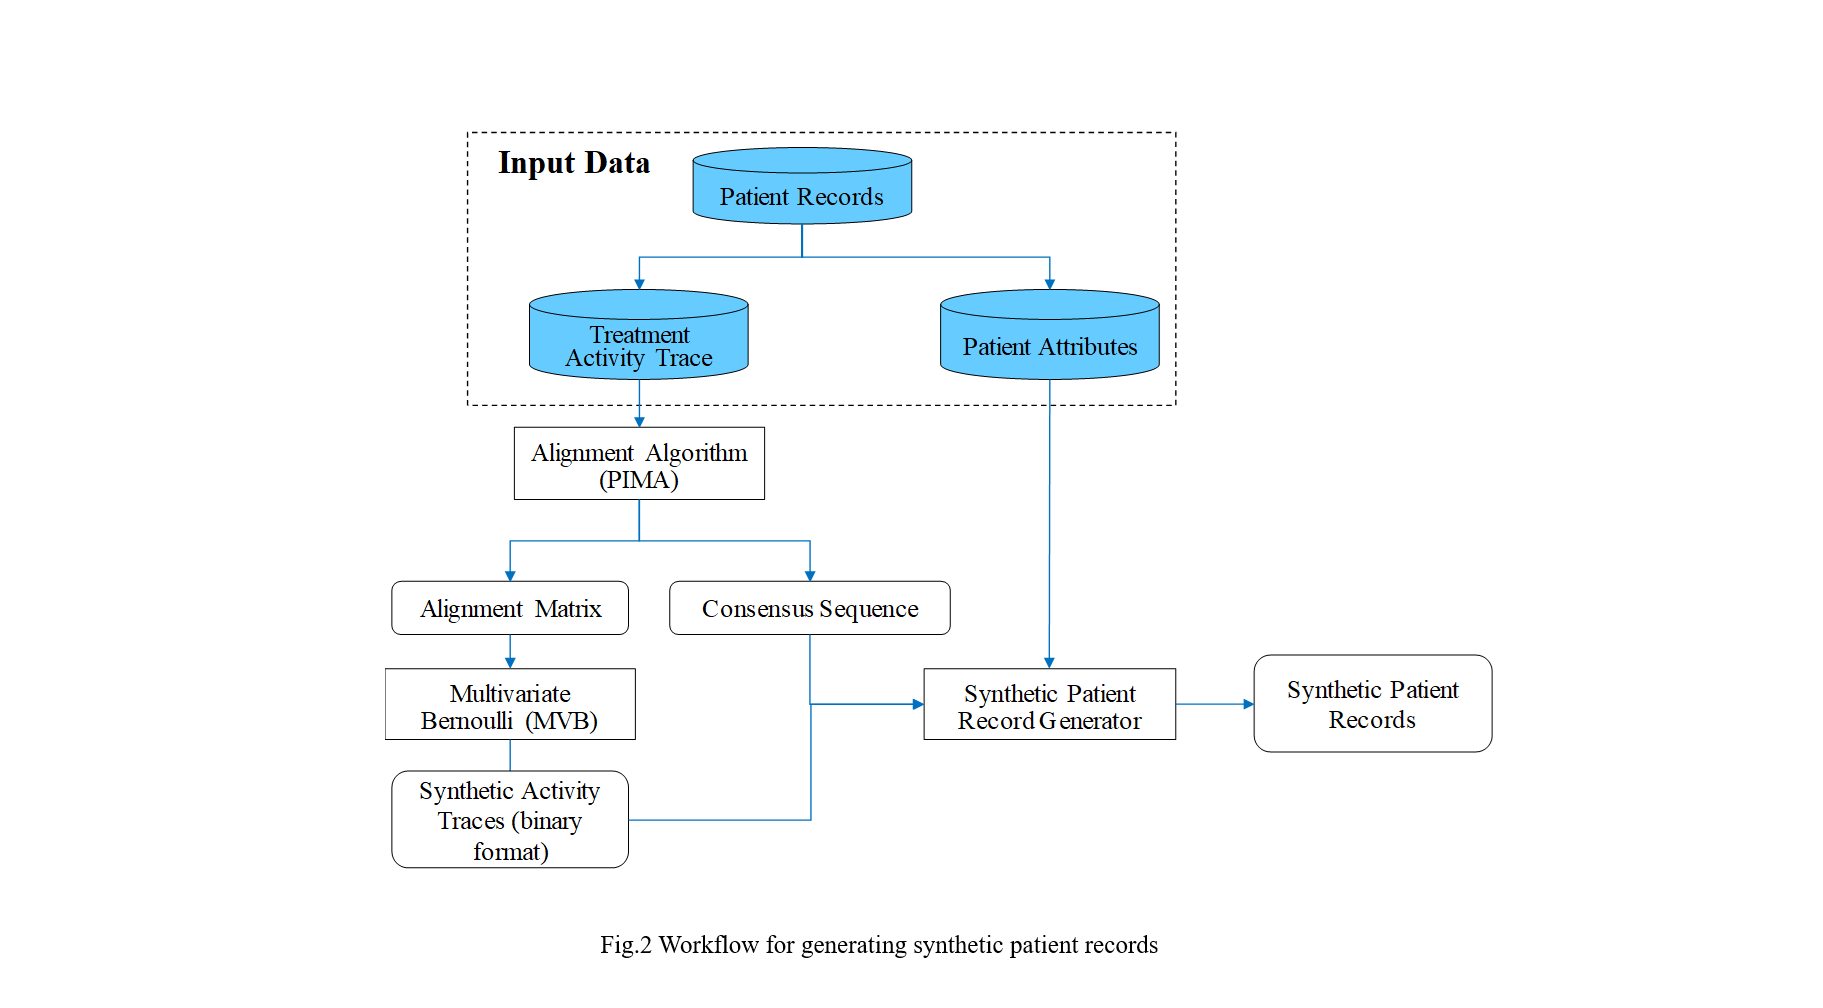 Input Data
Patient Records
Treatment
Activity Trace
Patient Attributes
Alignment Algorithm
(PIMA)
Alignment Matrix
Consensus Sequence
Multivariate
Bernoulli (MVB)
Synthetic Patient
Record Generator
Synthetic Patient
Records
Synthetic Activity
Traces (binary
format)
Fig.2 Workflow for generating synthetic patient records